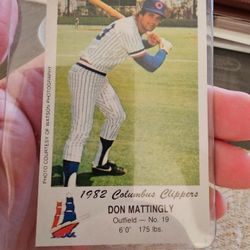 PHOTO COURTESY OF WATSON PHOTOGRAPHY
1982 Columbus Clippers
DON MATTINGLY
Outfield — No. 19
6'0" 175 lbs.